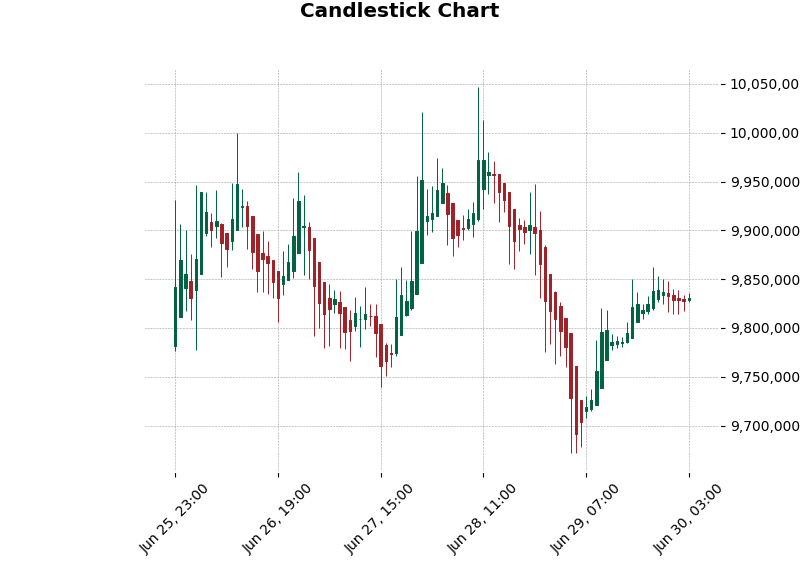 Candlestick Chart
10,050,00
10,000,00
9,950,000
9,900,000
9,850,000
9,800,000
9,750,000
9,700,000
Jun 25, 23:00
Jun 26, 19:00
Jun 27, 15:00
Jun 28, 11:00
Jun 29, 07:00
Jun 30, 03:00